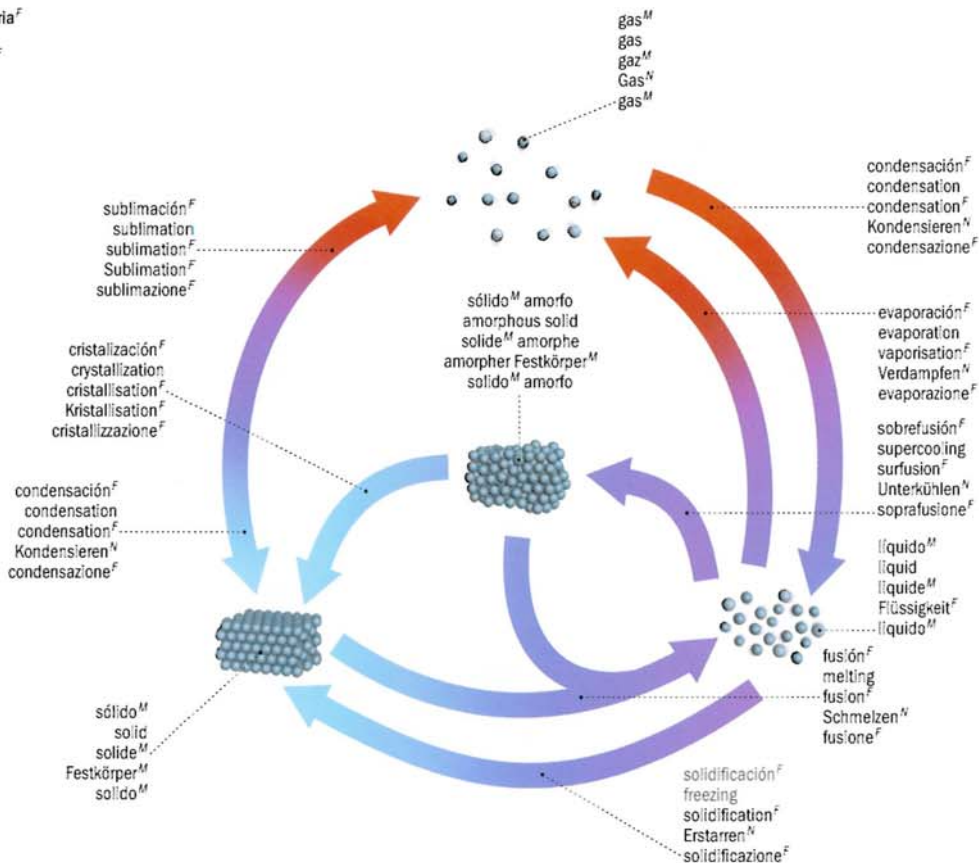 ria^F
F
gas^M
gas
gaz^M
Gas^N
gas^M
condensación^F
condensation
condensation^F
Kondensieren^N
condensazione^F
sublimación^F
sublimation
sublimation^F
Sublimation^F
sublimazione^F
sólido^M amorfo
amorphous solid
solide^M amorphe
amorpher Festkörper^M
solido^M amorfo
evaporación^F
evaporation
vaporisation^F
Verdampfen^N
evaporazione^F
cristalización^F
crystallization
cristallisation^F
Kristallisation^F
cristallizzazione^F
sobrefusión^F
supercooling
surfusion^F
Unterkühlen^N
soprafusione^F
condensación^F
condensation
condensation^F
Kondensieren^N
condensazione^F
líquido^M
liquid
liquide^M
Flüssigkeit^F
liquido^M
fusión^F
melting
fusion^F
Schmelzen^N
fusione^F
sólido^M
solid
solide^M
Festkörper^M
solido^M
solidificación^F
freezing
solidification^F
Erstarren^N
solidificazione^F